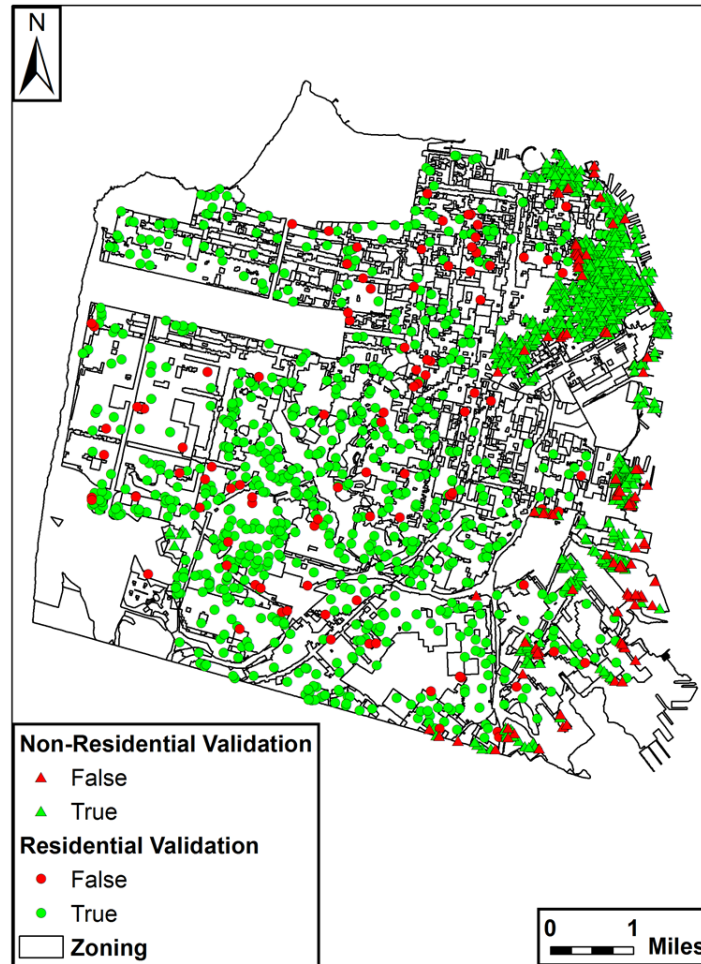 N
Non-Residential Validation
False
True
Residential Validation
False
True
Zoning
0 1
Miles